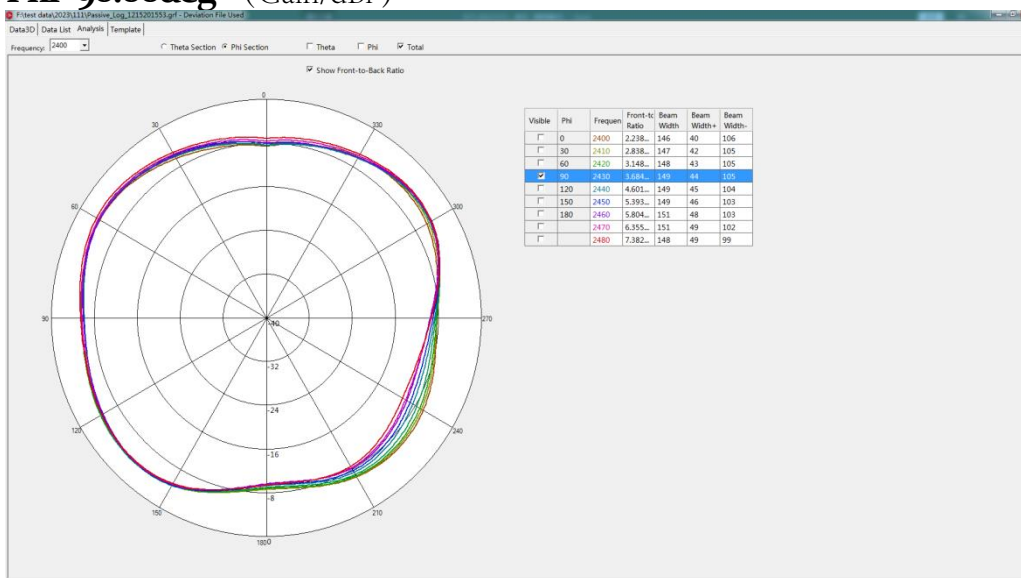 (Gain/dBi)
F:\test data\2023\111\Passive_Log_1215201553.grf - Deviation File Used
Data3D Data List Analysis Template
Frequency: 2400 Theta Section Phi Section Theta Phi Total
Show Front-to-Back Ratio
0
30 330
60 300
90 270
120 240
150 210
180
-40
-32
-24
-16
-8
0
Visible Phi Frequen Front-tc Ratio Beam Width Beam Width+ Beam Width-
0 2400 2.238... 146 40 106
30 2410 2.838... 147 42 105
60 2420 3.148... 148 43 105
90 2430 3.684... 149 44 105
120 2440 4.601... 149 45 104
150 2450 5.393... 149 46 103
180 2460 5.804... 151 48 103
2470 6.355... 151 49 102
2480 7.382... 148 49 99